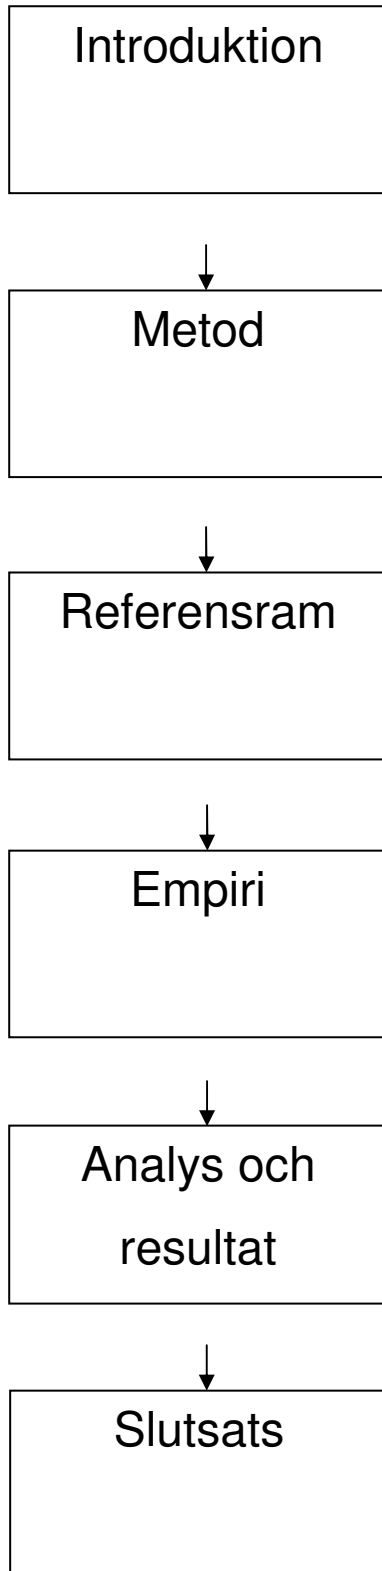 Introduktion
Metod
Referensram
Empiri
Analys och
resultat
Slutsats